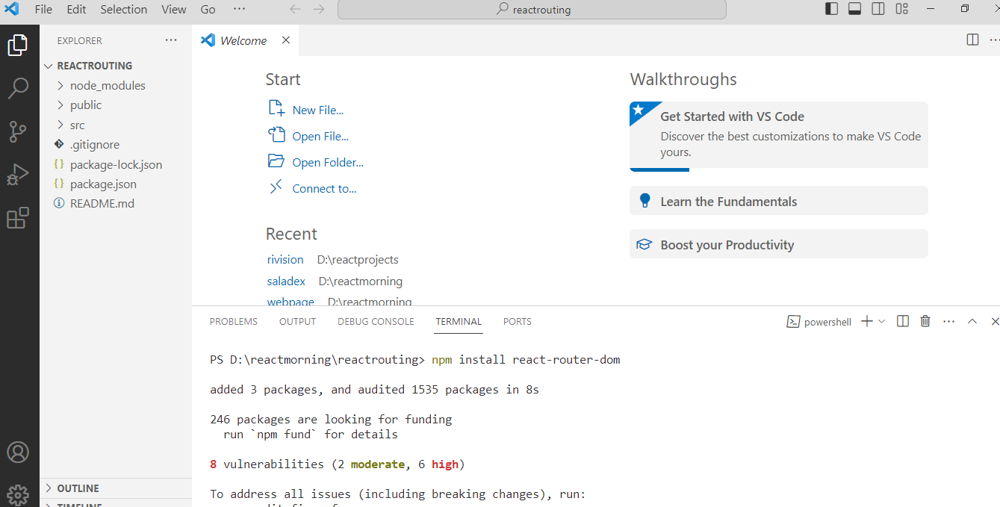 File Edit Selection View Go ···
reactrouting
EXPLORER ···
REACTROUTING
node_modules
public
src
.gitignore
package-lock.json
package.json
README.md
OUTLINE
TIMELINE
Welcome
Start
New File...
Open File...
Open Folder...
Connect to...
Recent
rivision D:\reactprojects
saladex D:\reactmorning
webpage D:\reactmorning
Walkthroughs
Get Started with VS Code
Discover the best customizations to make VS Code
yours.
Learn the Fundamentals
Boost your Productivity
PROBLEMS OUTPUT DEBUG CONSOLE TERMINAL PORTS
powershell
PS D:\reactmorning\reactrouting> npm install react-router-dom
added 3 packages, and audited 1535 packages in 8s
246 packages are looking for funding
run `npm fund` for details
8 vulnerabilities (2 moderate, 6 high)
To address all issues (including breaking changes), run: